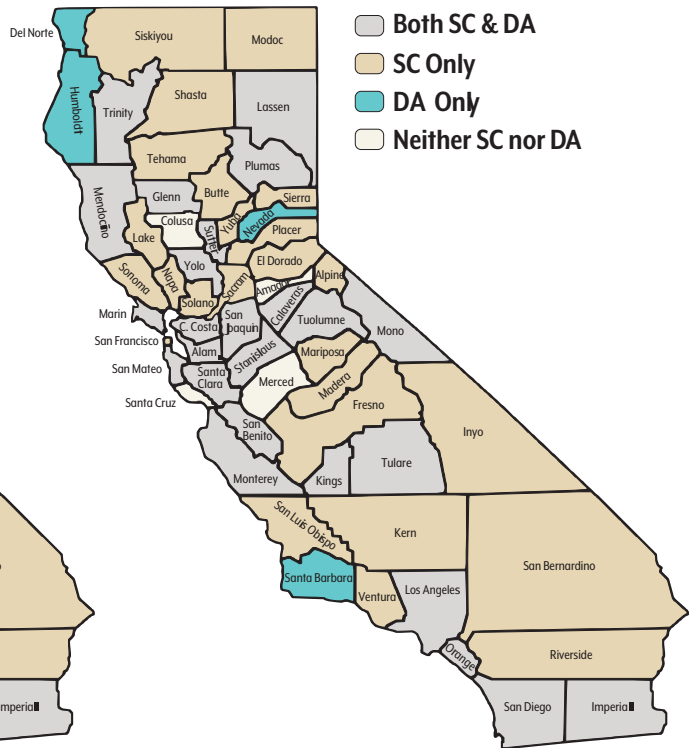 Both SC & DA
SC Only
DA Only
Neither SC nor DA
Del Norte
Siskiyou
Modoc
Humboldt
Trinity
Shasta
Lassen
Tehama
Plumas
Mendocino
Glenn
Butte
Sierra
Colusa
Yuba
Nevada
Lake
Sutter
Placer
Yolo
El Dorado
Sonoma
Napa
Sacram
Alpine
Amador
Solano
Calaveras
Marin
C. Costa
San
Joaquin
Tuolumne
Mono
San Francisco
Alam
Stanislaus
Mariposa
San Mateo
Santa
Clara
Merced
Madera
Santa Cruz
Fresno
San
Benito
Inyo
Monterey
Kings
Tulare
San Luis Obispo
Kern
San Bernardino
Santa Barbara
Ventura
Los Angeles
Orange
Riverside
San Diego
Imperial
mperial